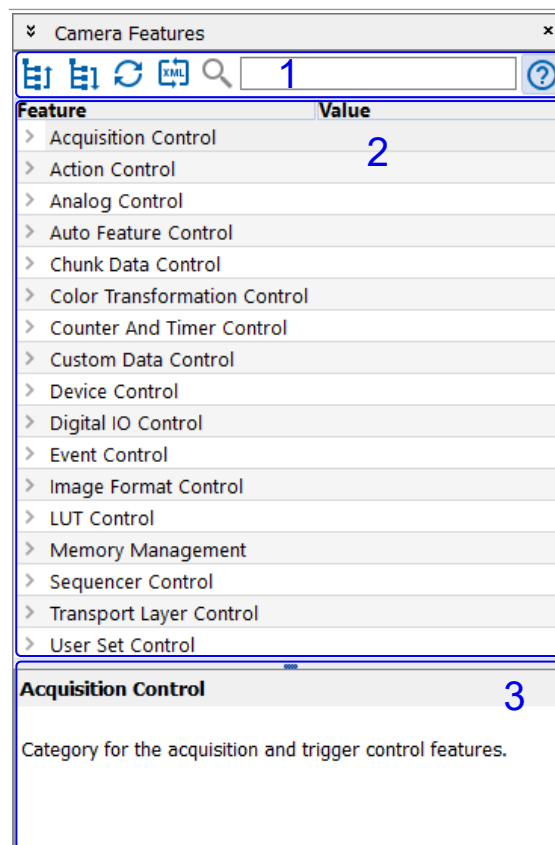 Camera Features
XML 1
Feature Value
2
Acquisition Control
Action Control
Analog Control
Auto Feature Control
Chunk Data Control
Color Transformation Control
Counter And Timer Control
Custom Data Control
Device Control
Digital IO Control
Event Control
Image Format Control
LUT Control
Memory Management
Sequencer Control
Transport Layer Control
User Set Control
Acquisition Control 3
Category for the acquisition and trigger control features.